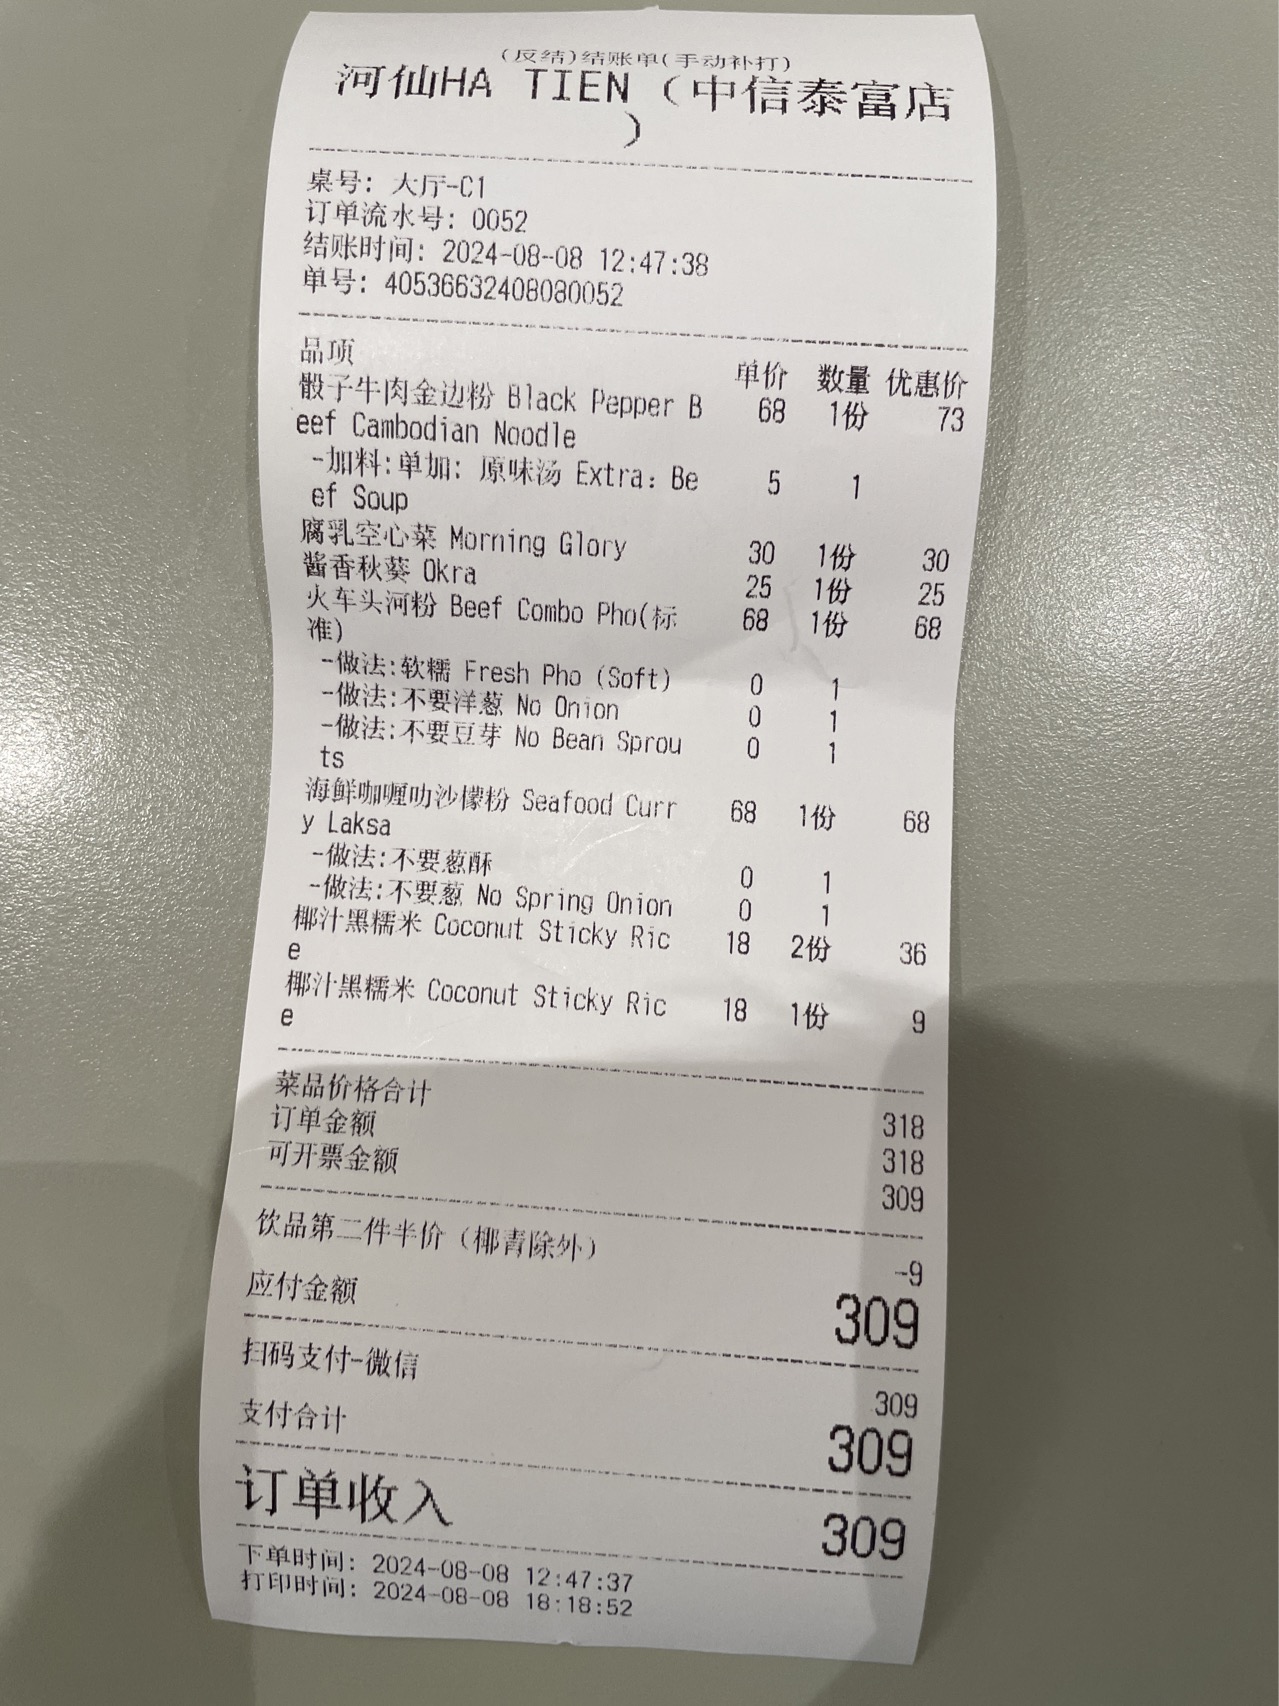 (反结)结账单(手动补打)
河仙HA TIEN（中信泰富店
）
桌号: 大厅-C1
订单流水号: 0052
结账时间: 2024-08-08 12:47:38
单号: 40536632408080052
品项 单价 数量 优惠价
骰子牛肉金边粉 Black Pepper B 68 1份 73
eef Cambodian Noodle
-加料:单加: 原味汤 Extra: Be 5 1
ef Soup
腐乳空心菜 Morning Glory 30 1份 30
酱香秋葵 Okra 25 1份 25
火车头河粉 Beef Combo Pho(标 68 1份 68
准)
-做法:软糯 Fresh Pho (Soft) 0 1
-做法:不要洋葱 No Onion 0 1
-做法:不要豆芽 No Bean Sprou 0 1
ts
海鲜咖喱叻沙檬粉 Seafood Curr 68 1份 68
y Laksa
-做法:不要葱酥 0 1
-做法:不要葱 No Spring Onion 0 1
椰汁黑糯米 Coconut Sticky Ric 18 2份 36
e
椰汁黑糯米 Coconut Sticky Ric 18 1份 9
e
菜品价格合计 318
订单金额 318
可开票金额 309
饮品第二件半价（椰青除外） -9
应付金额 309
扫码支付-微信 309
支付合计 309
订单收入 309
下单时间: 2024-08-08 12:47:37
打印时间: 2024-08-08 18:18:52